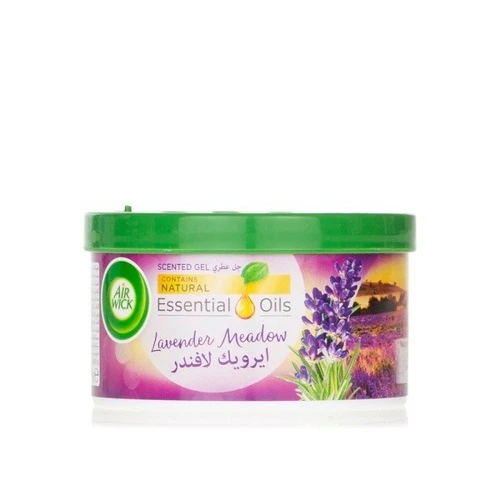 SCENTED GEL جل عطري
CONTAINS
NATURAL
Essential Oils
AIR
WICK
Lavender Meadow
ايرويك لافندر